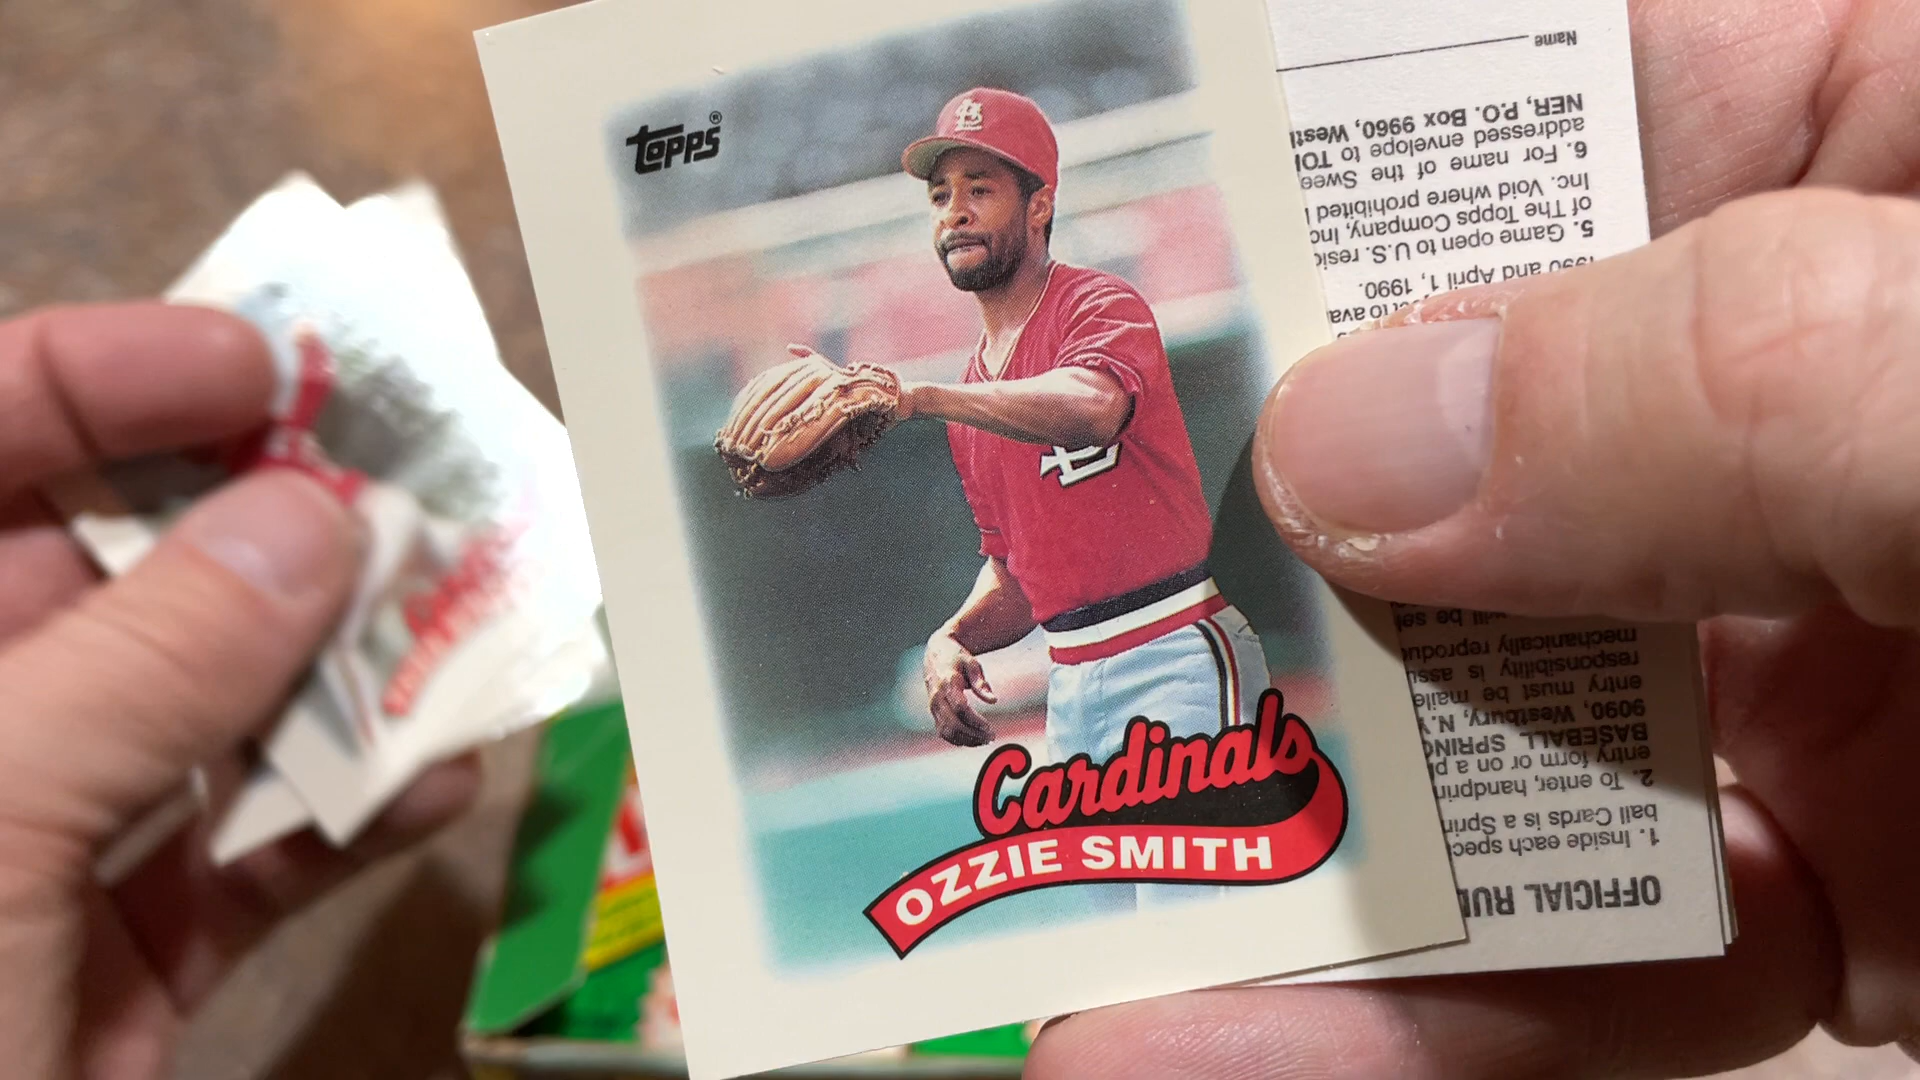 topps®
STL
STL
Cardinals
OZZIE SMITH
OFFICIAL RUL
1. Inside each spec
ball Cards is a Sprin
2. To enter, handprin
entry form or on a p
BASEBALL SPRING
9090, Westbury, N.Y.
entry must be maile
responsibility is assu
mechanically reprodu
will be sel
1990 and April 1, 1990.
5. Game open to U.S. resid
of The Topps Company, Inc
Inc. Void where prohibited
6. For name of the Swee
addressed envelope to TO
NER, P.O. Box 9960, West
Name